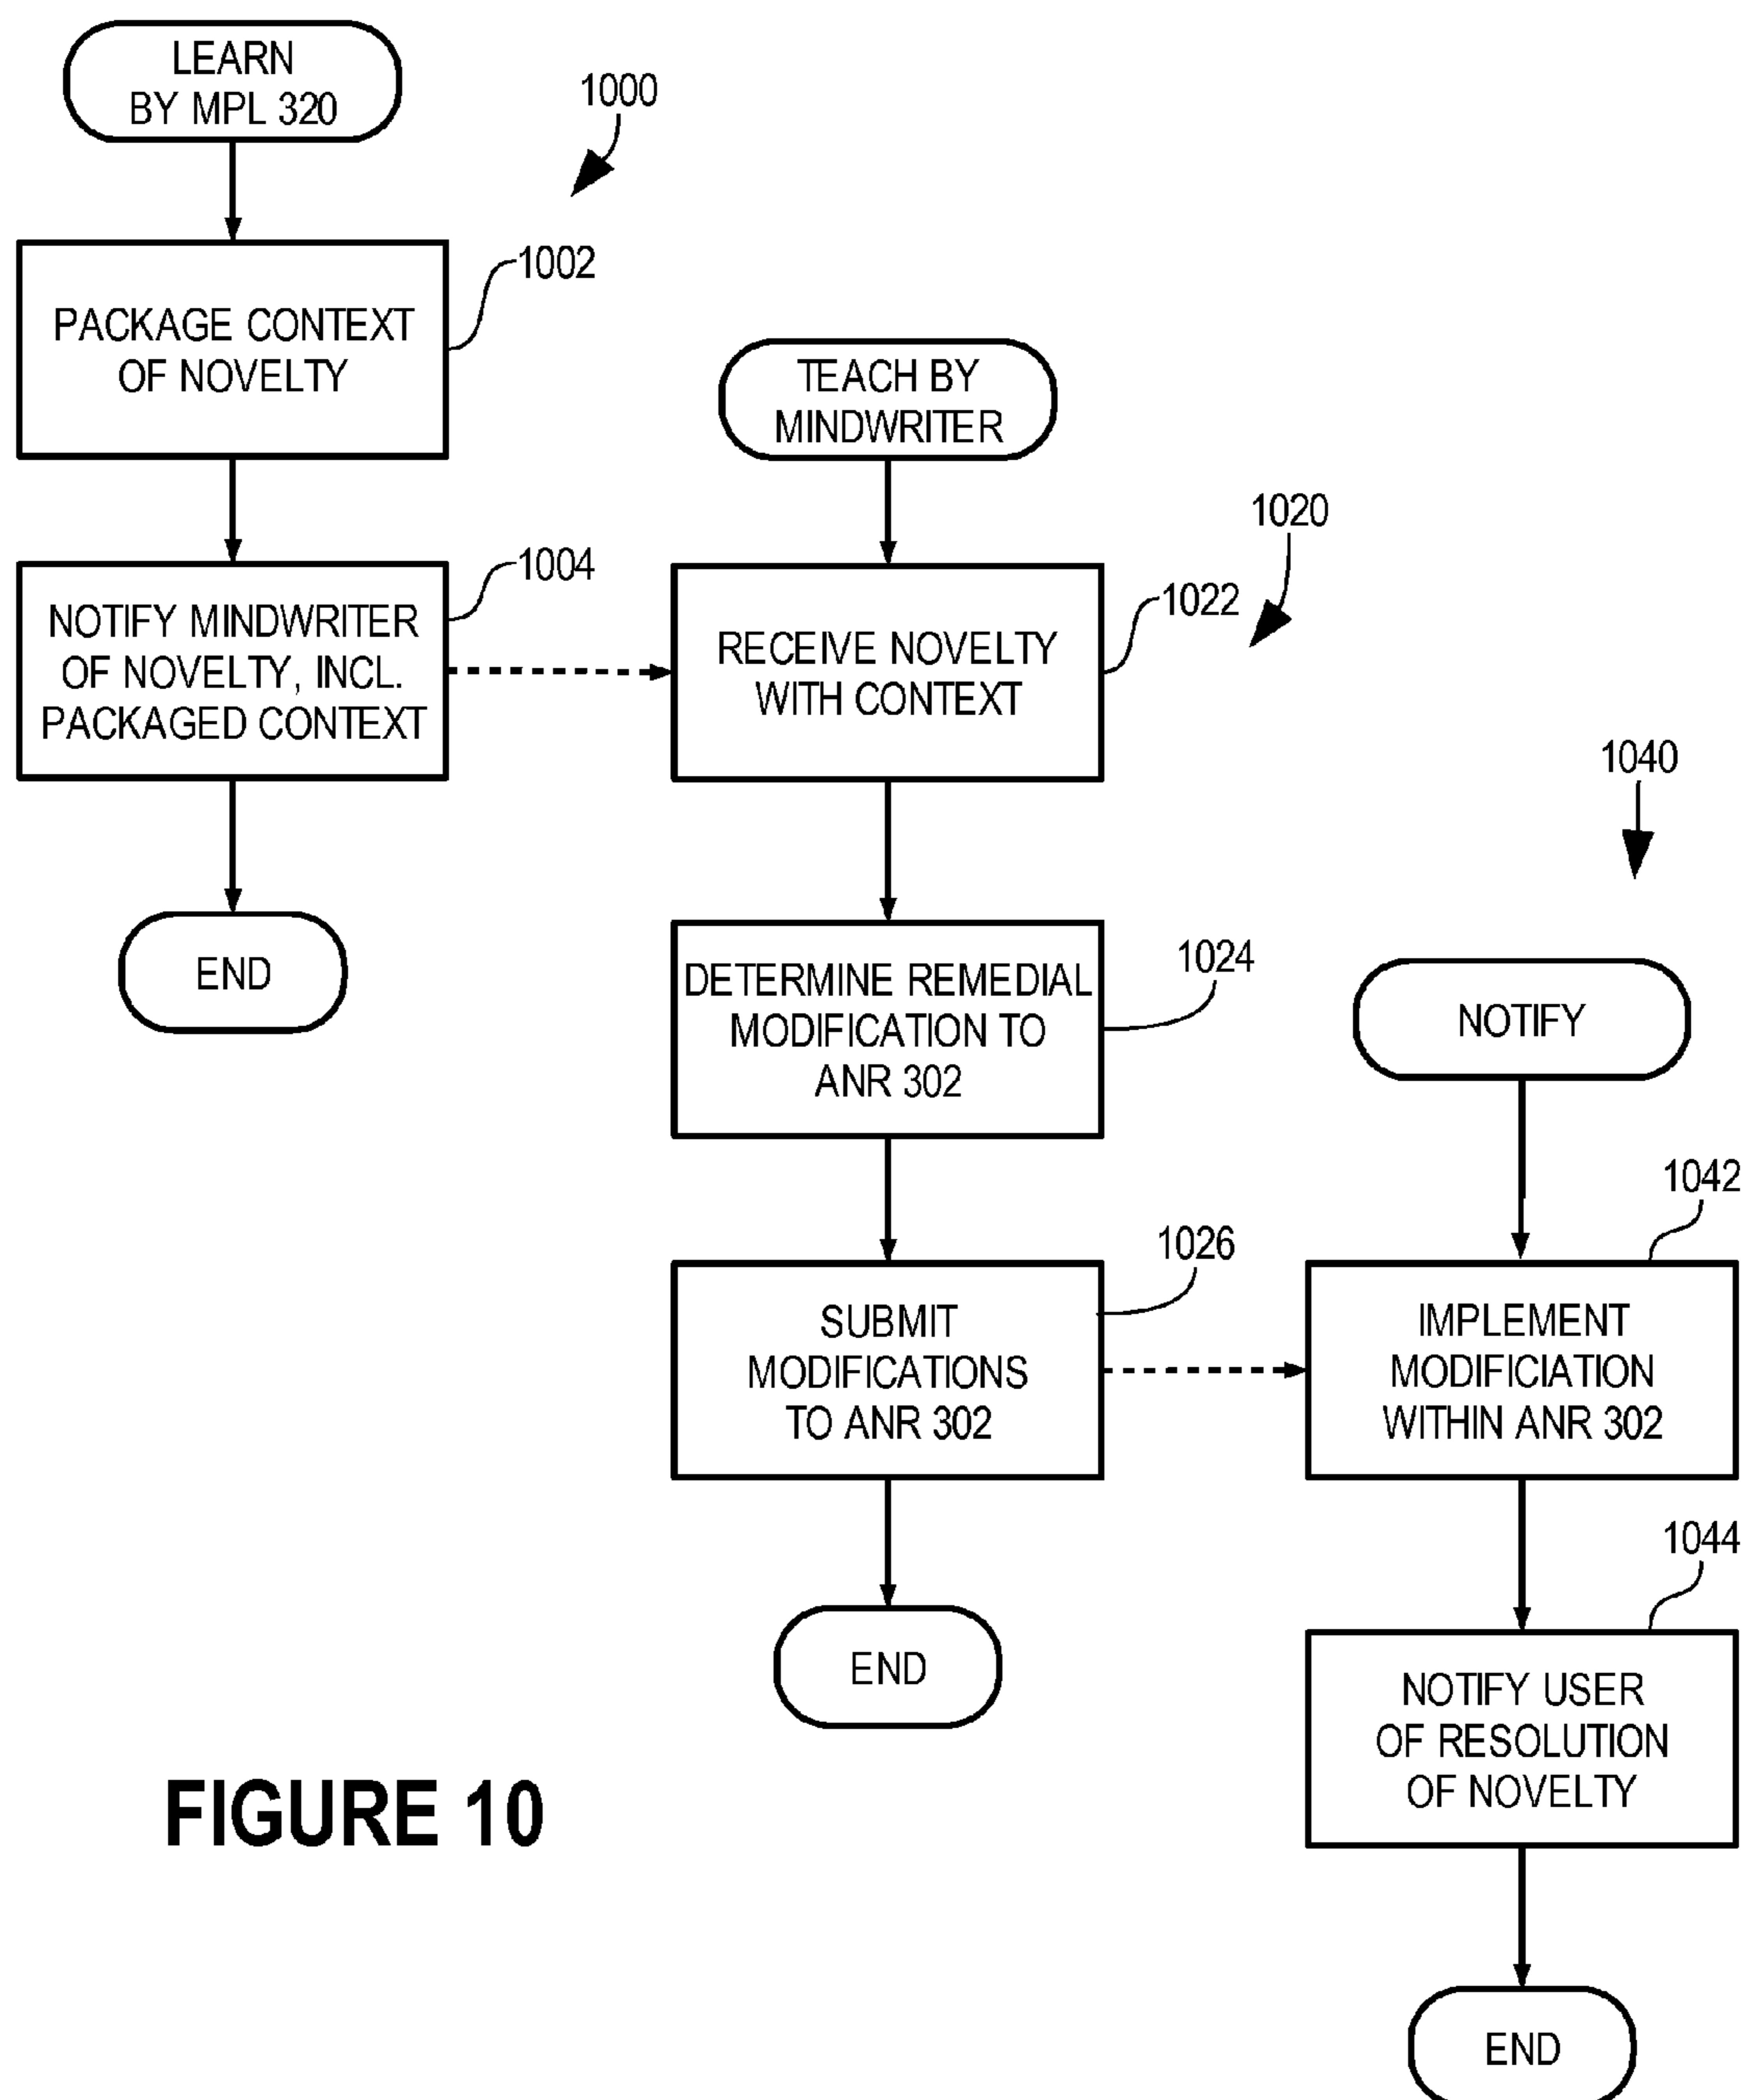 LEARN
BY MPL 320
1000
PACKAGE CONTEXT
OF NOVELTY
1002
NOTIFY MINDWRITER
OF NOVELTY, INCL.
PACKAGED CONTEXT
1004
END
TEACH BY
MINDWRITER
1020
RECEIVE NOVELTY
WITH CONTEXT
1022
DETERMINE REMEDIAL
MODIFICATION TO
ANR 302
1024
SUBMIT
MODIFICATIONS
TO ANR 302
1026
END
1040
NOTIFY
IMPLEMENT
MODIFICIATION
WITHIN ANR 302
1042
NOTIFY USER
OF RESOLUTION
OF NOVELTY
1044
END
FIGURE 10